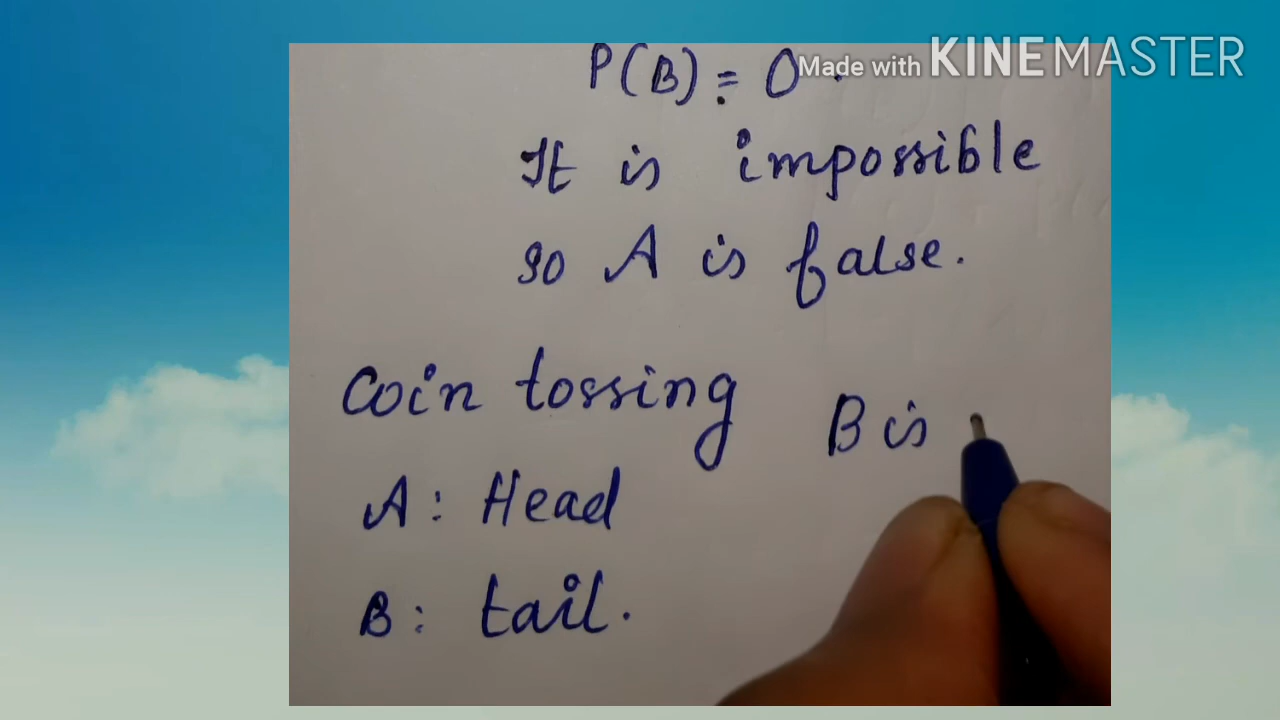 Made with KINEMASTER
P(B) = 0.
It is impossible
so A is false.
Coin tossing
B is
A: Head
B: tail.